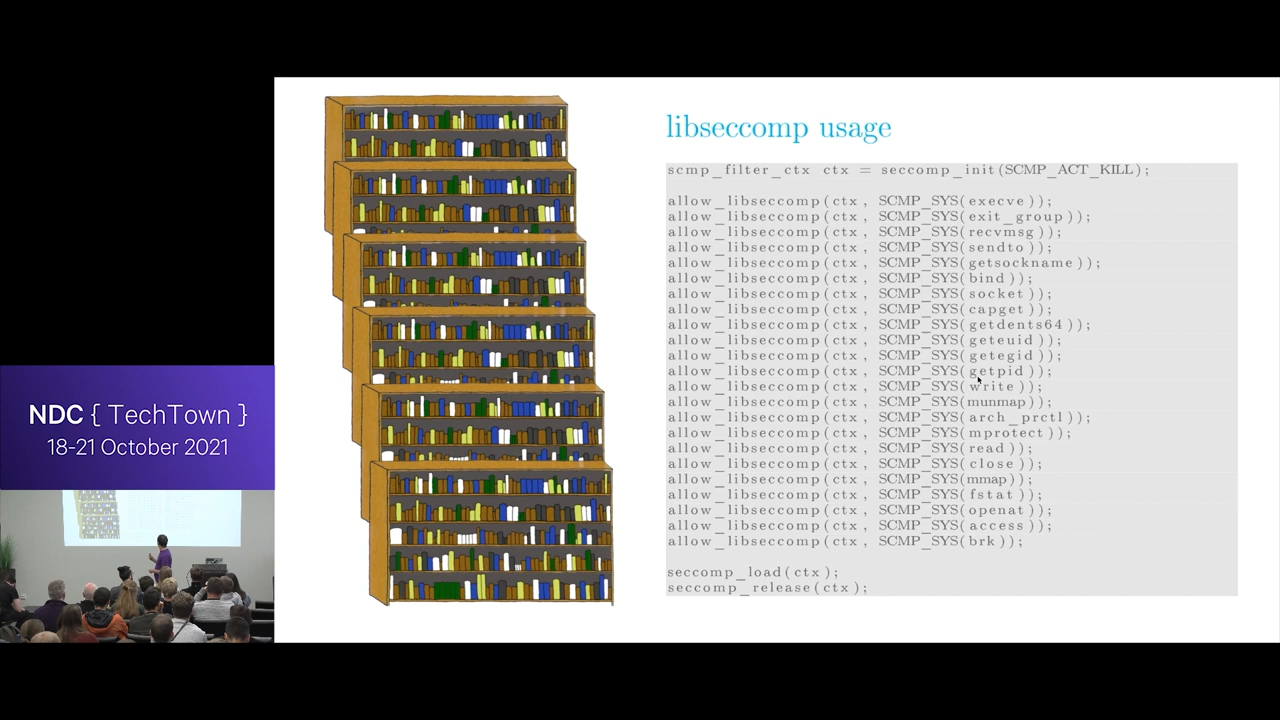 libseccomp usage
scmp_filter_ctx ctx = seccomp_init(SCMP_ACT_KILL);
allow_libseccomp(ctx, SCMP_SYS(execve));
allow_libseccomp(ctx, SCMP_SYS(exit_group));
allow_libseccomp(ctx, SCMP_SYS(recvmsg));
allow_libseccomp(ctx, SCMP_SYS(sendto));
allow_libseccomp(ctx, SCMP_SYS(getsockname));
allow_libseccomp(ctx, SCMP_SYS(bind));
allow_libseccomp(ctx, SCMP_SYS(socket));
allow_libseccomp(ctx, SCMP_SYS(capget));
allow_libseccomp(ctx, SCMP_SYS(getdents64));
allow_libseccomp(ctx, SCMP_SYS(geteuid));
allow_libseccomp(ctx, SCMP_SYS(getegid));
allow_libseccomp(ctx, SCMP_SYS(getpid));
allow_libseccomp(ctx, SCMP_SYS(write));
allow_libseccomp(ctx, SCMP_SYS(munmap));
allow_libseccomp(ctx, SCMP_SYS(arch_prctl));
allow_libseccomp(ctx, SCMP_SYS(mprotect));
allow_libseccomp(ctx, SCMP_SYS(read));
allow_libseccomp(ctx, SCMP_SYS(close));
allow_libseccomp(ctx, SCMP_SYS(mmap));
allow_libseccomp(ctx, SCMP_SYS(fstat));
allow_libseccomp(ctx, SCMP_SYS(openat));
allow_libseccomp(ctx, SCMP_SYS(access));
allow_libseccomp(ctx, SCMP_SYS(brk));
seccomp_load(ctx);
seccomp_release(ctx);
NDC { TechTown }
18-21 October 2021